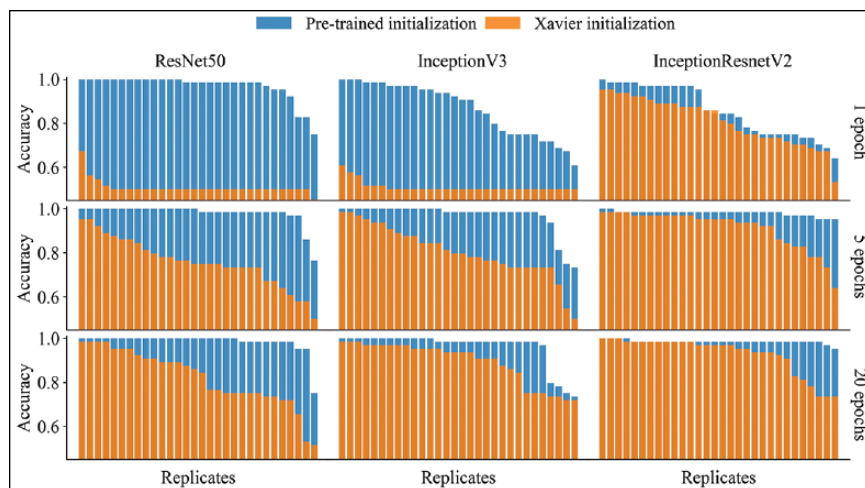 Pre-trained initialization Xavier initialization
ResNet50 InceptionV3 InceptionResnetV2
1.0
0.8
0.6
Accuracy
1 epoch
1.0
0.8
0.6
Accuracy
5 epochs
1.0
0.8
0.6
Accuracy
20 epochs
Replicates Replicates Replicates